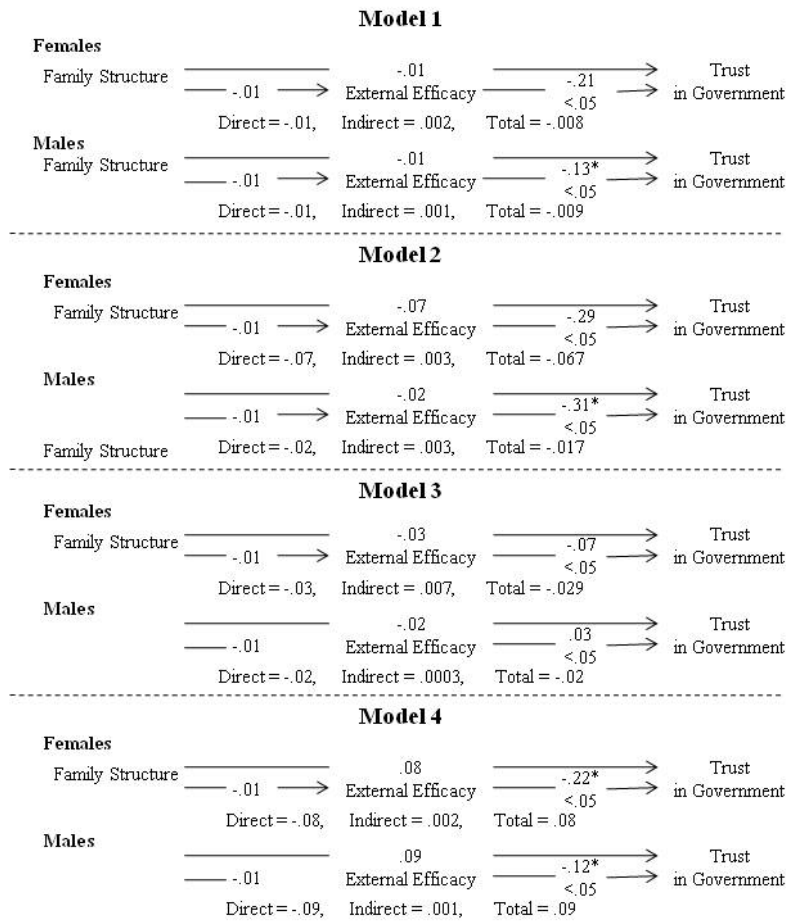 Model 1
Females
Family Structure -.01 Trust
-.01 External Efficacy -.21 in Government
<.05
Direct = -.01, Indirect = .002, Total = -.008
Males
Family Structure -.01 Trust
-.01 External Efficacy -.13* in Government
<.05
Direct = -.01, Indirect = .001, Total = -.009
Model 2
Females
Family Structure -.07 Trust
-.01 External Efficacy -.29 in Government
<.05
Direct = -.07, Indirect = .003, Total = -.067
Males
-.02 Trust
-.01 External Efficacy -.31* in Government
<.05
Family Structure Direct = -.02, Indirect = .003, Total = -.017
Model 3
Females
Family Structure -.03 Trust
-.01 External Efficacy -.07 in Government
<.05
Direct = -.03, Indirect = .007, Total = -.029
Males
-.02 Trust
-.01 External Efficacy .03 in Government
<.05
Direct = -.02, Indirect = .0003, Total = -.02
Model 4
Females
Family Structure .08 Trust
-.01 External Efficacy -.22* in Government
<.05
Direct = -.08, Indirect = .002, Total = .08
Males
.09 Trust
-.01 External Efficacy -.12* in Government
<.05
Direct = -.09, Indirect = .001, Total = .09